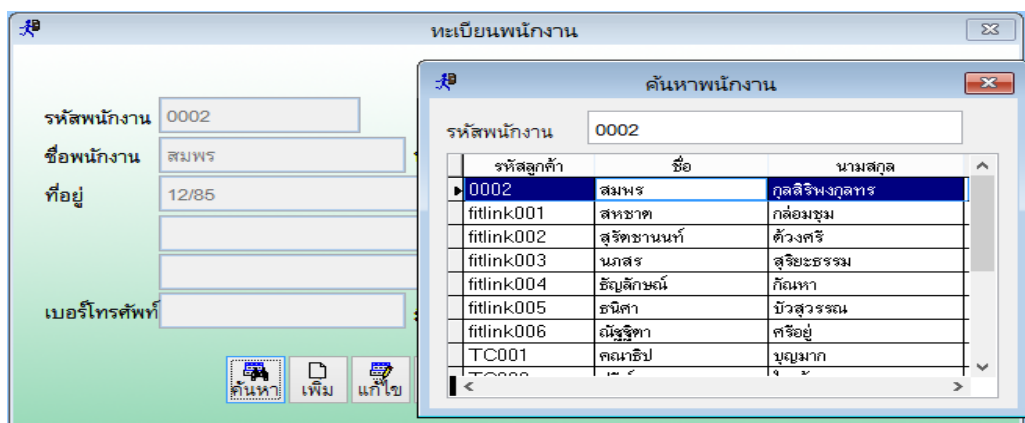 ทะเบียนพนักงาน
รหัสพนักงาน 0002
ชื่อพนักงาน สมพร
ที่อยู่ 12/85
เบอร์โทรศัพท์
ค้นหา เพิ่ม แก้ไข
ค้นหาพนักงาน
รหัสพนักงาน 0002
รหัสลูกค้า ชื่อ นามสกุล
0002 สมพร กุลสิริพงกุลทร
fitlink001 สหชาต กล่อมชุม
fitlink002 สุรัตชานนท์ ด้วงศรี
fitlink003 นภสร สุริยะธรรม
fitlink004 ธัญลักษณ์ กัณหา
fitlink005 ธนิศา บัวสุวรรณ
fitlink006 ณัฐฐิตา ศรีอยู่
TC001 คณาธิป บุญมาก